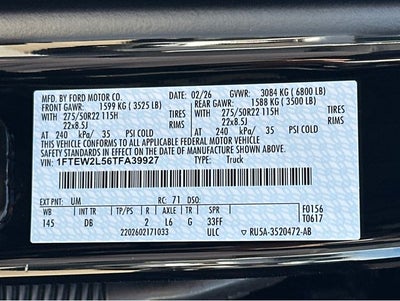 MFD. BY FORD MOTOR CO. 02/26 GVWR: 3084 KG ( 6800 LB)
FRONT GAWR: 1599 KG ( 3525 LB) REAR GAWR: 1588 KG ( 3500 LB)
WITH 275/50R22 115H TIRES WITH 275/50R22 115H TIRES
22x8.5J RIMS 22x8.5J RIMS
AT 240 kPa/ 35 PSI COLD AT 240 kPa/ 35 PSI COLD
THIS VEHICLE CONFORMS TO ALL APPLICABLE FEDERAL MOTOR VEHICLE
SAFETY STANDARDS IN EFFECT ON THE DATE OF MANUFACTURE SHOWN ABOVE.
VIN: 1FTEW2L56TFA39927 TYPE: Truck
EXT PNT: UM RC: 71 DSO: F0156
WB INT TR R AX TR SPR T0617
145 DB 2 L6 G 33FF
2202602171033 ULC RU5A-3520472-AB